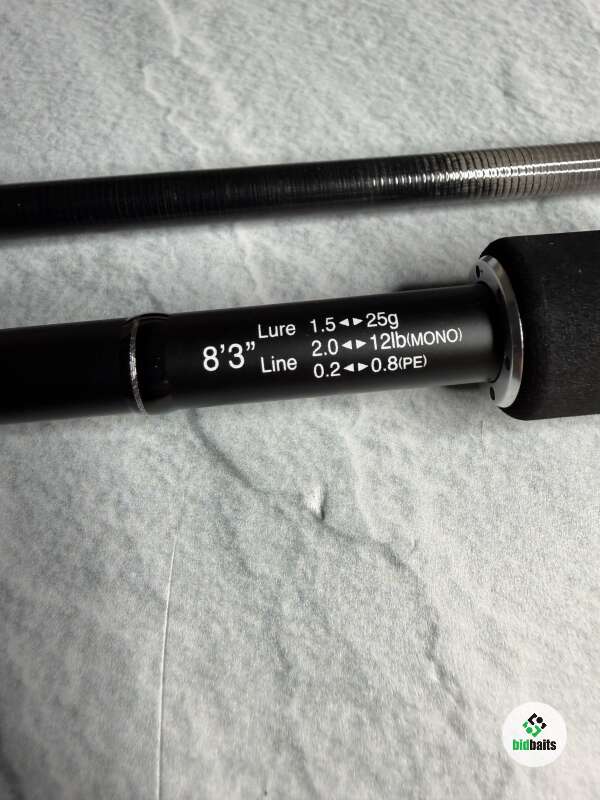 8'3"
Lure 1.5◄►25g
Line 2.0◄►12lb(MONO)
0.2◄►0.8(PE)
bidbaits